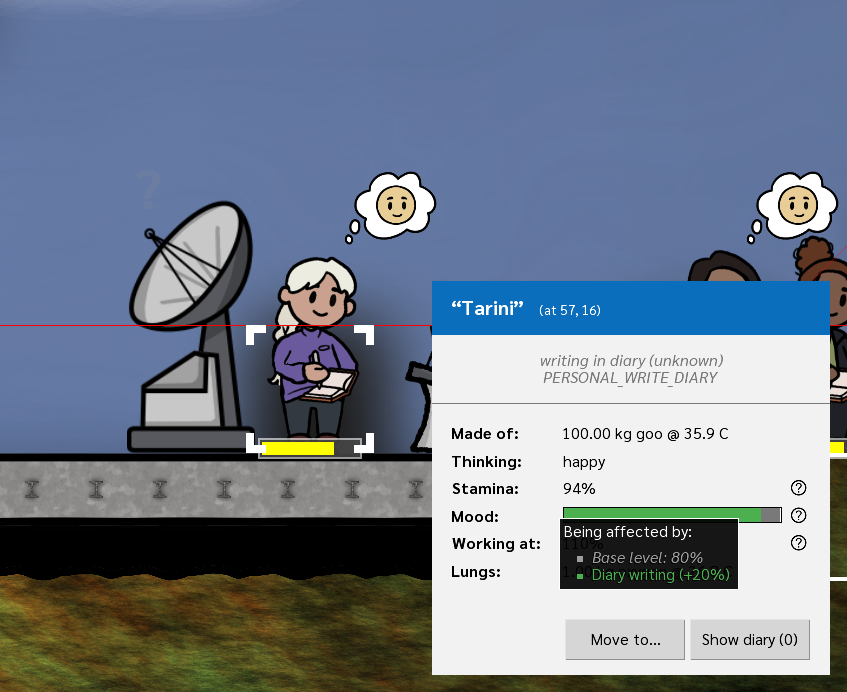 ?
“Tarini” (at 57, 16)
writing in diary (unknown)
PERSONAL_WRITE_DIARY
Made of: 100.00 kg goo @ 35.9 C
Thinking: happy
Stamina: 94% ?
Mood: ?
Being affected by:
Working at: 110% ?
Base level: 80%
Lungs:
Diary writing (+20%)
Move to...
Show diary (0)